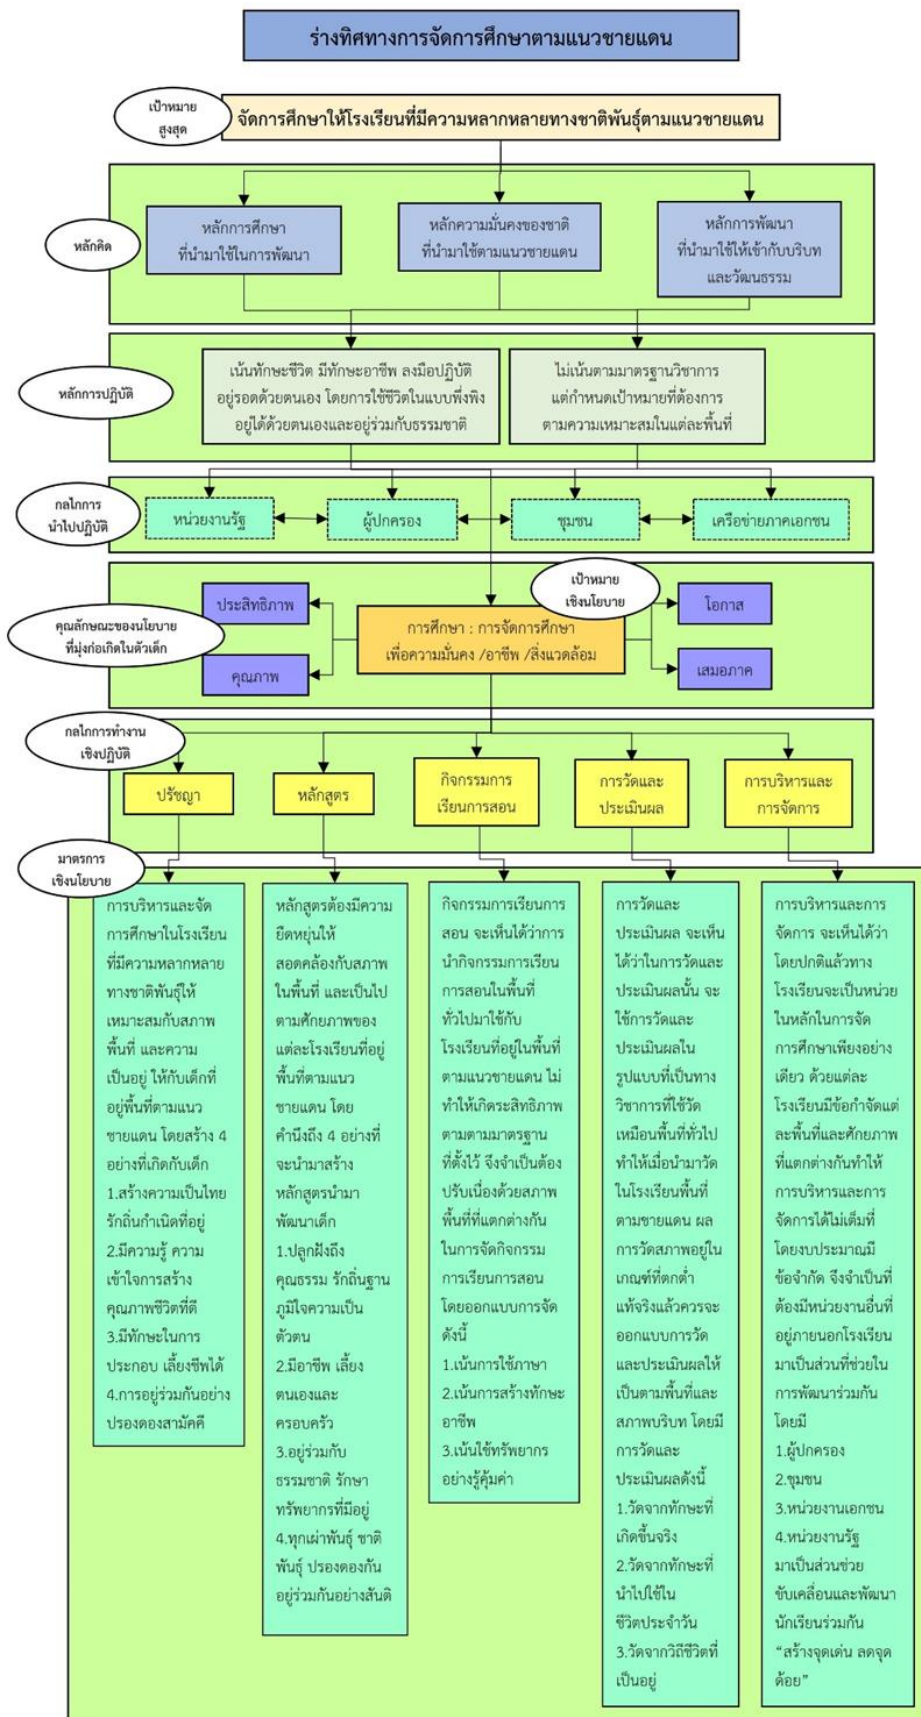 ร่างทิศทางการจัดการศึกษาตามแนวชายแดน
เป้าหมาย
สูงสุด
จัดการศึกษาให้โรงเรียนที่มีความหลากหลายทางชาติพันธุ์ตามแนวชายแดน
หลักคิด
หลักการศึกษา
ที่นำมาใช้ในการพัฒนา
หลักความมั่นคงของชาติ
ที่นำมาใช้ตามแนวชายแดน
หลักการพัฒนา
ที่นำมาใช้ให้เข้ากับบริบท
และวัฒนธรรม
หลักการปฏิบัติ
เน้นทักษะชีวิต มีทักษะอาชีพ ลงมือปฏิบัติ
อยู่รอดด้วยตนเอง โดยการใช้ชีวิตในแบบพึ่งพิง
อยู่ได้ด้วยตนเองและอยู่ร่วมกับธรรมชาติ
ไม่เน้นตามมาตรฐานวิชาการ
แต่กำหนดเป้าหมายที่ต้องการ
ตามความเหมาะสมในแต่ละพื้นที่
กลไกการ
นำไปปฏิบัติ
หน่วยงานรัฐ
ผู้ปกครอง
ชุมชน
เครือข่ายภาคเอกชน
คุณลักษณะของนโยบาย
ที่มุ่งก่อเกิดในตัวเด็ก
ประสิทธิภาพ
คุณภาพ
เป้าหมาย
เชิงนโยบาย
การศึกษา : การจัดการศึกษา
เพื่อความมั่นคง /อาชีพ /สิ่งแวดล้อม
โอกาส
เสมอภาค
กลไกการทำงาน
เชิงปฏิบัติ
ปรัชญา
หลักสูตร
กิจกรรมการ
เรียนการสอน
การวัดและ
ประเมินผล
การบริหารและ
การจัดการ
มาตรการ
เชิงนโยบาย
การบริหารและจัด
การศึกษาในโรงเรียน
ที่มีความหลากหลาย
ทางชาติพันธุ์ให้
เหมาะสมกับสภาพ
พื้นที่ และความ
เป็นอยู่ ให้กับเด็กที่
อยู่พื้นที่ตามแนว
ชายแดน โดยสร้าง 4
อย่างที่เกิดกับเด็ก
1.สร้างความเป็นไทย
รักถิ่นกำเนิดที่อยู่
2.มีความรู้ ความ
เข้าใจการสร้าง
คุณภาพชีวิตที่ดี
3.มีทักษะในการ
ประกอบ เลี้ยงชีพได้
4.การอยู่ร่วมกันอย่าง
ปรองดองสามัคคี
หลักสูตรต้องมีความ
ยืดหยุ่นให้
สอดคล้องกับสภาพ
ในพื้นที่ และเป็นไป
ตามศักยภาพของ
แต่ละโรงเรียนที่อยู่
พื้นที่ตามแนว
ชายแดน โดย
คำนึงถึง 4 อย่างที่
จะนำมาสร้าง
หลักสูตรนำมา
พัฒนาเด็ก
1.ปลูกฝังถึง
คุณธรรม รักถิ่นฐาน
ภูมิใจความเป็น
ตัวตน
2.มีอาชีพ เลี้ยง
ตนเองและ
ครอบครัว
3.อยู่ร่วมกับ
ธรรมชาติ รักษา
ทรัพยากรที่มีอยู่
4.ทุกเผ่าพันธุ์ ชาติ
พันธุ์ ปรองดองกัน
อยู่ร่วมกันอย่างสันติ
กิจกรรมการเรียนการ
สอน จะเห็นได้ว่าการ
นำกิจกรรมการเรียน
การสอนในพื้นที่
ทั่วไปมาใช้กับ
โรงเรียนที่อยู่ในพื้นที่
ตามแนวชายแดน ไม่
ทำให้เกิดระสิทธิภาพ
ตามตามมาตรฐาน
ที่ตั้งไว้ จึงจำเป็นต้อง
ปรับเนื่องด้วยสภาพ
พื้นที่ที่แตกต่างกัน
ในการจัดกิจกรรม
การเรียนการสอน
โดยออกแบบการจัด
ดังนี้
1.เน้นการใช้ภาษา
2.เน้นการสร้างทักษะ
อาชีพ
3.เน้นใช้ทรัพยากร
อย่างรู้คุ้มค่า
การวัดและ
ประเมินผล จะเห็น
ได้ว่าในการวัดและ
ประเมินผลนั้น จะ
ใช้การวัดและ
ประเมินผลใน
รูปแบบที่เป็นทาง
วิชาการที่ใช้วัด
เหมือนพื้นที่ทั่วไป
ทำให้เมื่อนำมาวัด
ในโรงเรียนพื้นที่
ตามชายแดน ผล
การวัดสภาพอยู่ใน
เกณฑ์ที่ตกต่ำ
แท้จริงแล้วควรจะ
ออกแบบการวัด
และประเมินผลให้
เป็นตามพื้นที่และ
สภาพบริบท โดยมี
การวัดและ
ประเมินผลดังนี้
1.วัดจากทักษะที่
เกิดขึ้นจริง
2.วัดจากทักษะที่
นำไปใช้ใน
ชีวิตประจำวัน
3.วัดจากวิถีชีวิตที่
เป็นอยู่
การบริหารและการ
จัดการ จะเห็นได้ว่า
โดยปกติแล้วทาง
โรงเรียนจะเป็นหน่วย
ในหลักในการจัด
การศึกษาเพียงอย่าง
เดียว ด้วยแต่ละ
โรงเรียนมีข้อกำจัดแต่
ละพื้นที่และศักยภาพ
ที่แตกต่างกันทำให้
การบริหารและการ
จัดการได้ไม่เต็มที่
โดยงบประมาณมี
ข้อจำกัด จึงจำเป็นที่
ต้องมีหน่วยงานอื่นที่
อยู่ภายนอกโรงเรียน
มาเป็นส่วนที่ช่วยใน
การพัฒนาร่วมกัน
โดยมี
1.ผู้ปกครอง
2.ชุมชน
3.หน่วยงานเอกชน
4.หน่วยงานรัฐ
มาเป็นส่วนช่วย
ขับเคลื่อนและพัฒนา
นักเรียนร่วมกัน
“สร้างจุดเด่น ลดจุด
ด้อย”